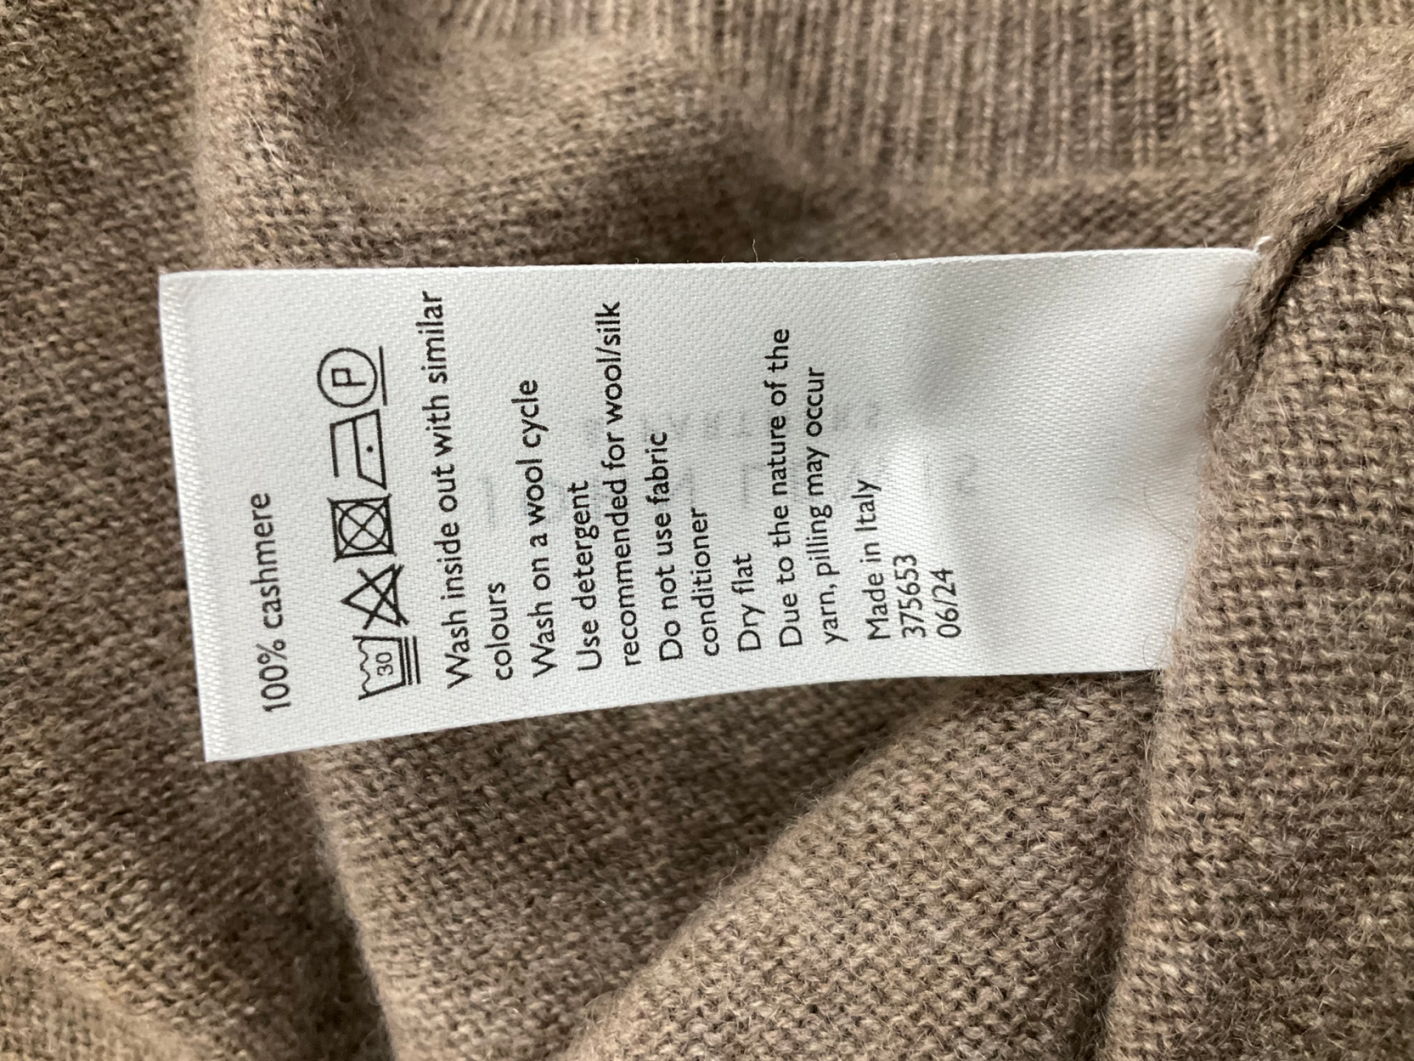 100% cashmere
30 P
Wash inside out with similar
colours
Wash on a wool cycle
Use detergent
recommended for wool/silk
Do not use fabric
conditioner
Dry flat
Due to the nature of the
yarn, pilling may occur
Made in Italy
375653
06/24